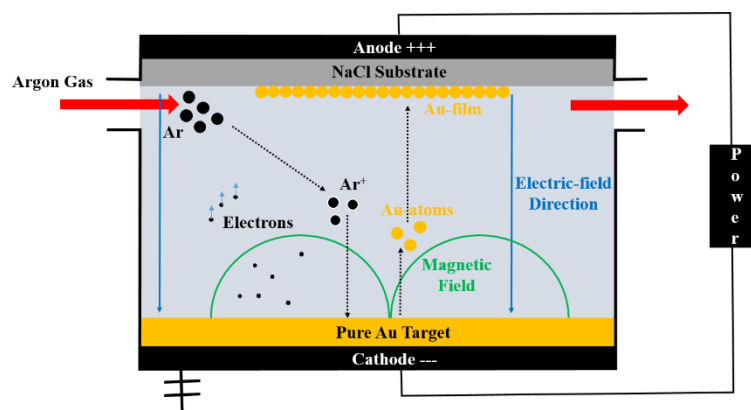 Anode +++
NaCl Substrate
Argon Gas
Au-film
Ar
Ar+
Electrons
Au-atoms
Electric-field
Direction
Magnetic
Field
Power
Pure Au Target
Cathode ---